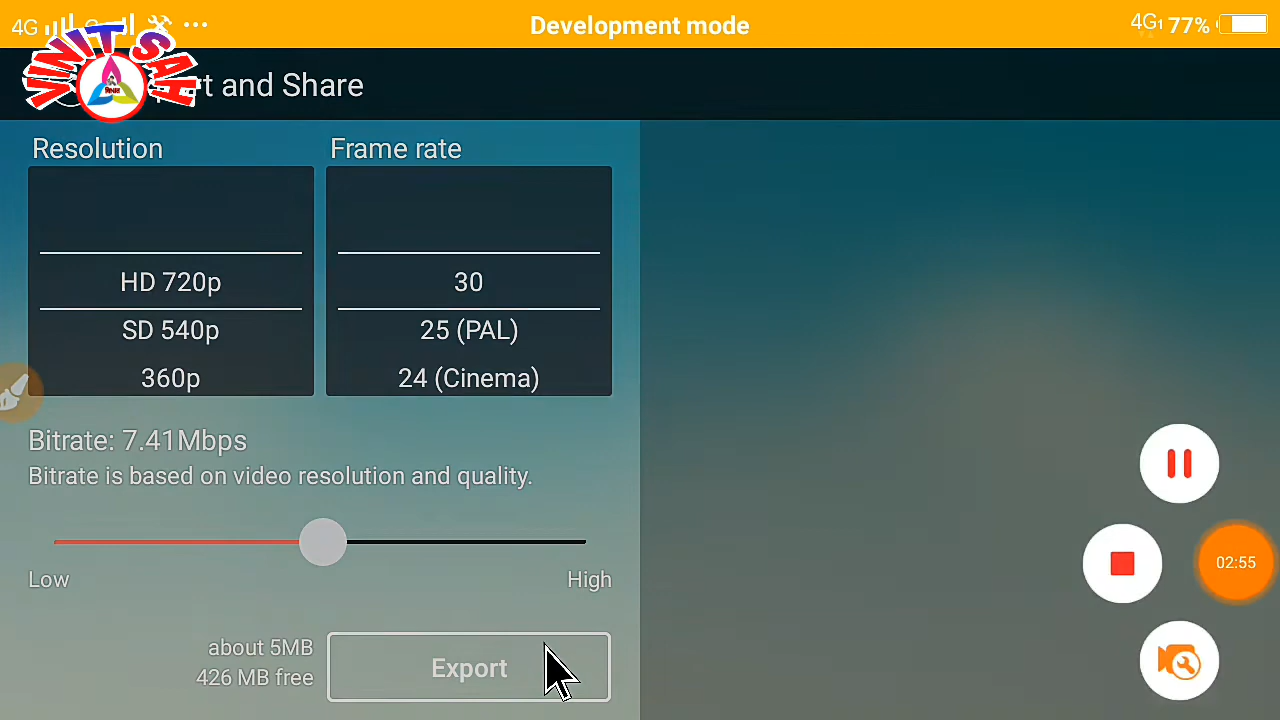 4G
Development mode
4G1 77%
AMIT SAH
rt and Share
Resolution
Frame rate
HD 720p
30
SD 540p
25 (PAL)
360p
24 (Cinema)
Bitrate: 7.41Mbps
Bitrate is based on video resolution and quality.
Low
High
02:55
about 5MB
426 MB free
Export